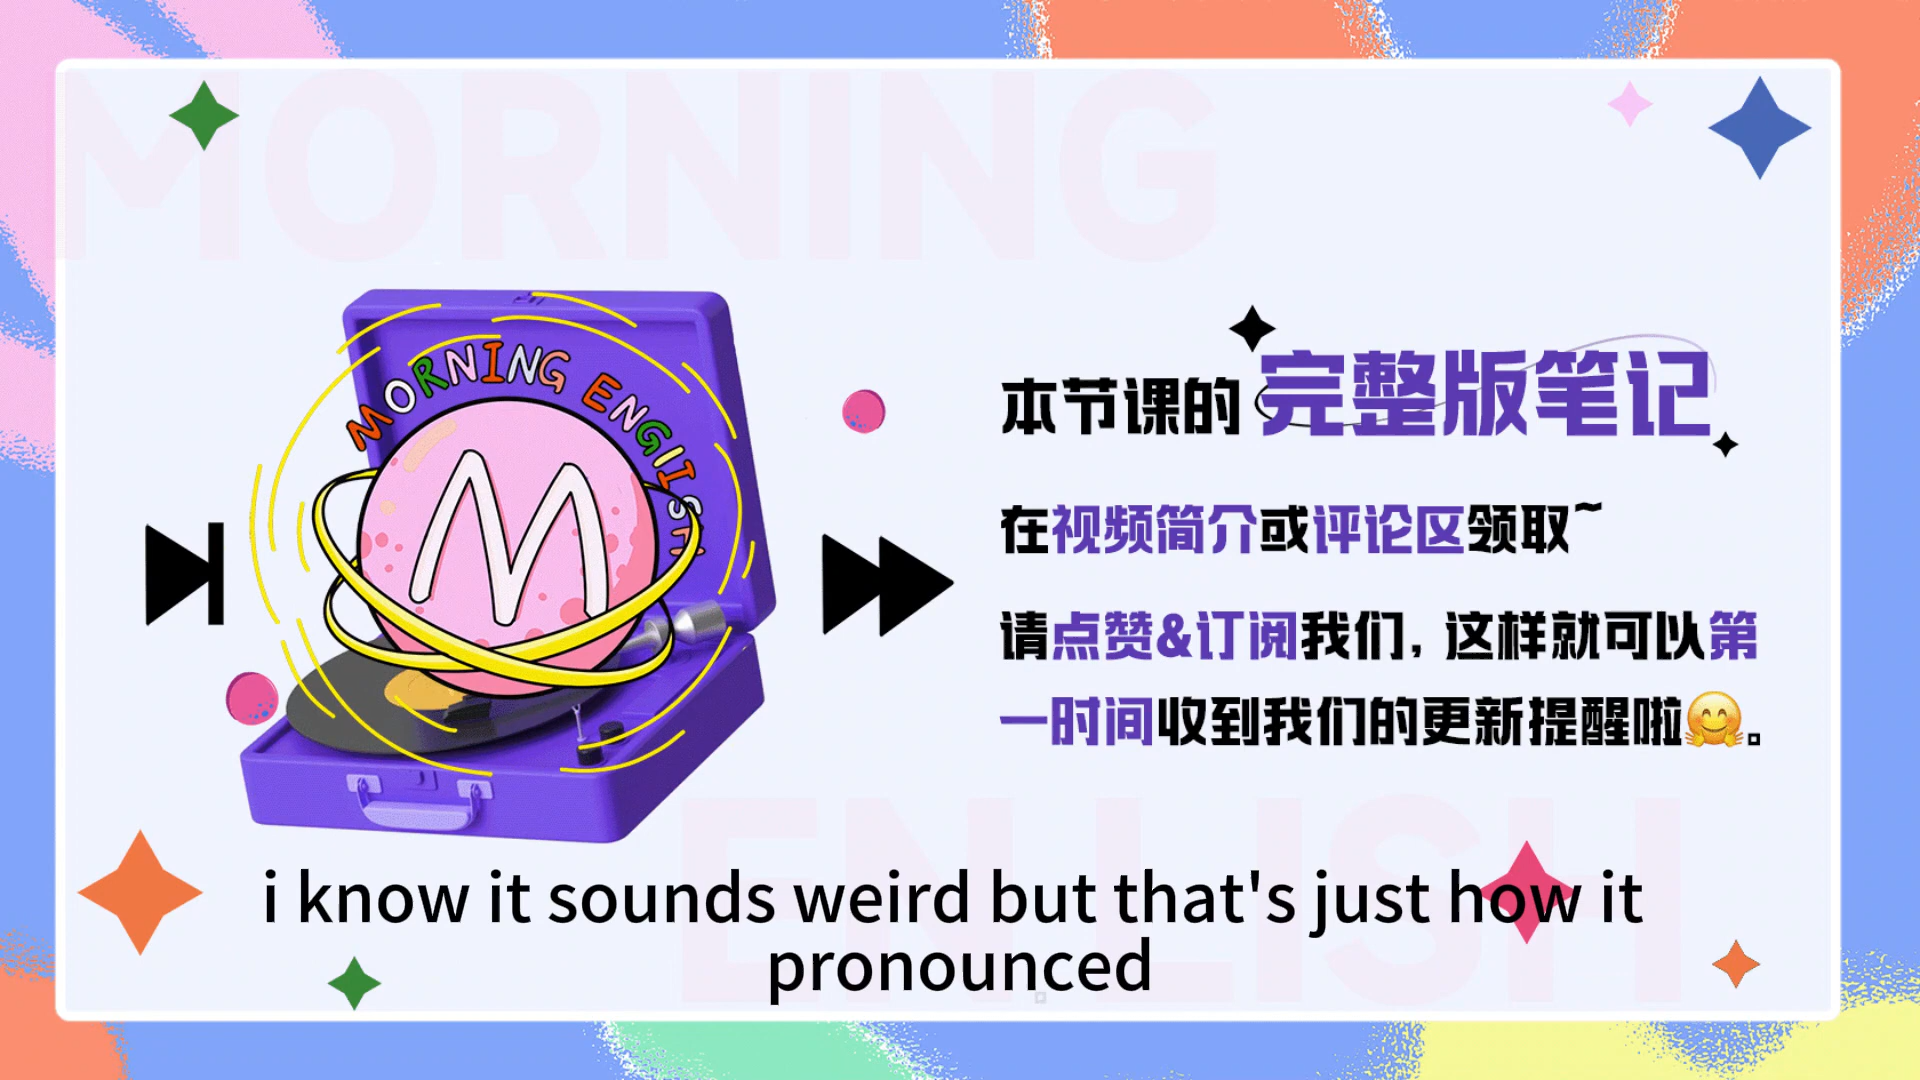 MORNING
MORNING ENGLISH
M
本节课的 完整版笔记
在视频简介或评论区领取~
请点赞&订阅我们，这样就可以第
一时间收到我们的更新提醒啦🤗。
EN LISH
i know it sounds weird but that's just how it
pronounced